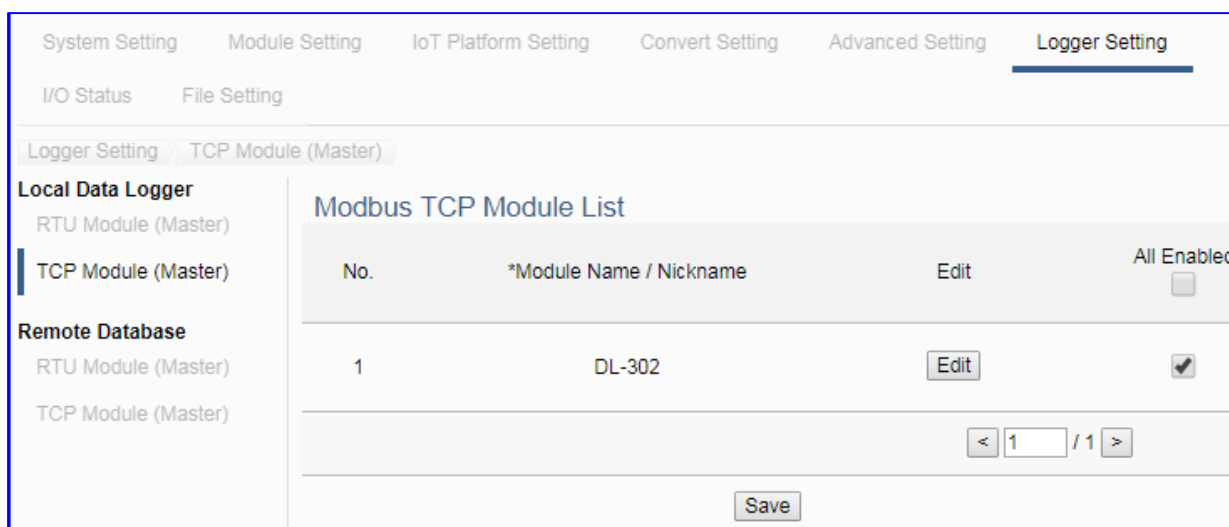 System Setting Module Setting IoT Platform Setting Convert Setting Advanced Setting Logger Setting
I/O Status File Setting
Logger Setting TCP Module (Master)
Local Data Logger
RTU Module (Master)
TCP Module (Master)
Remote Database
RTU Module (Master)
TCP Module (Master)
Modbus TCP Module List
No. *Module Name / Nickname Edit All Enabled
1 DL-302 Edit
< 1 / 1 >
Save